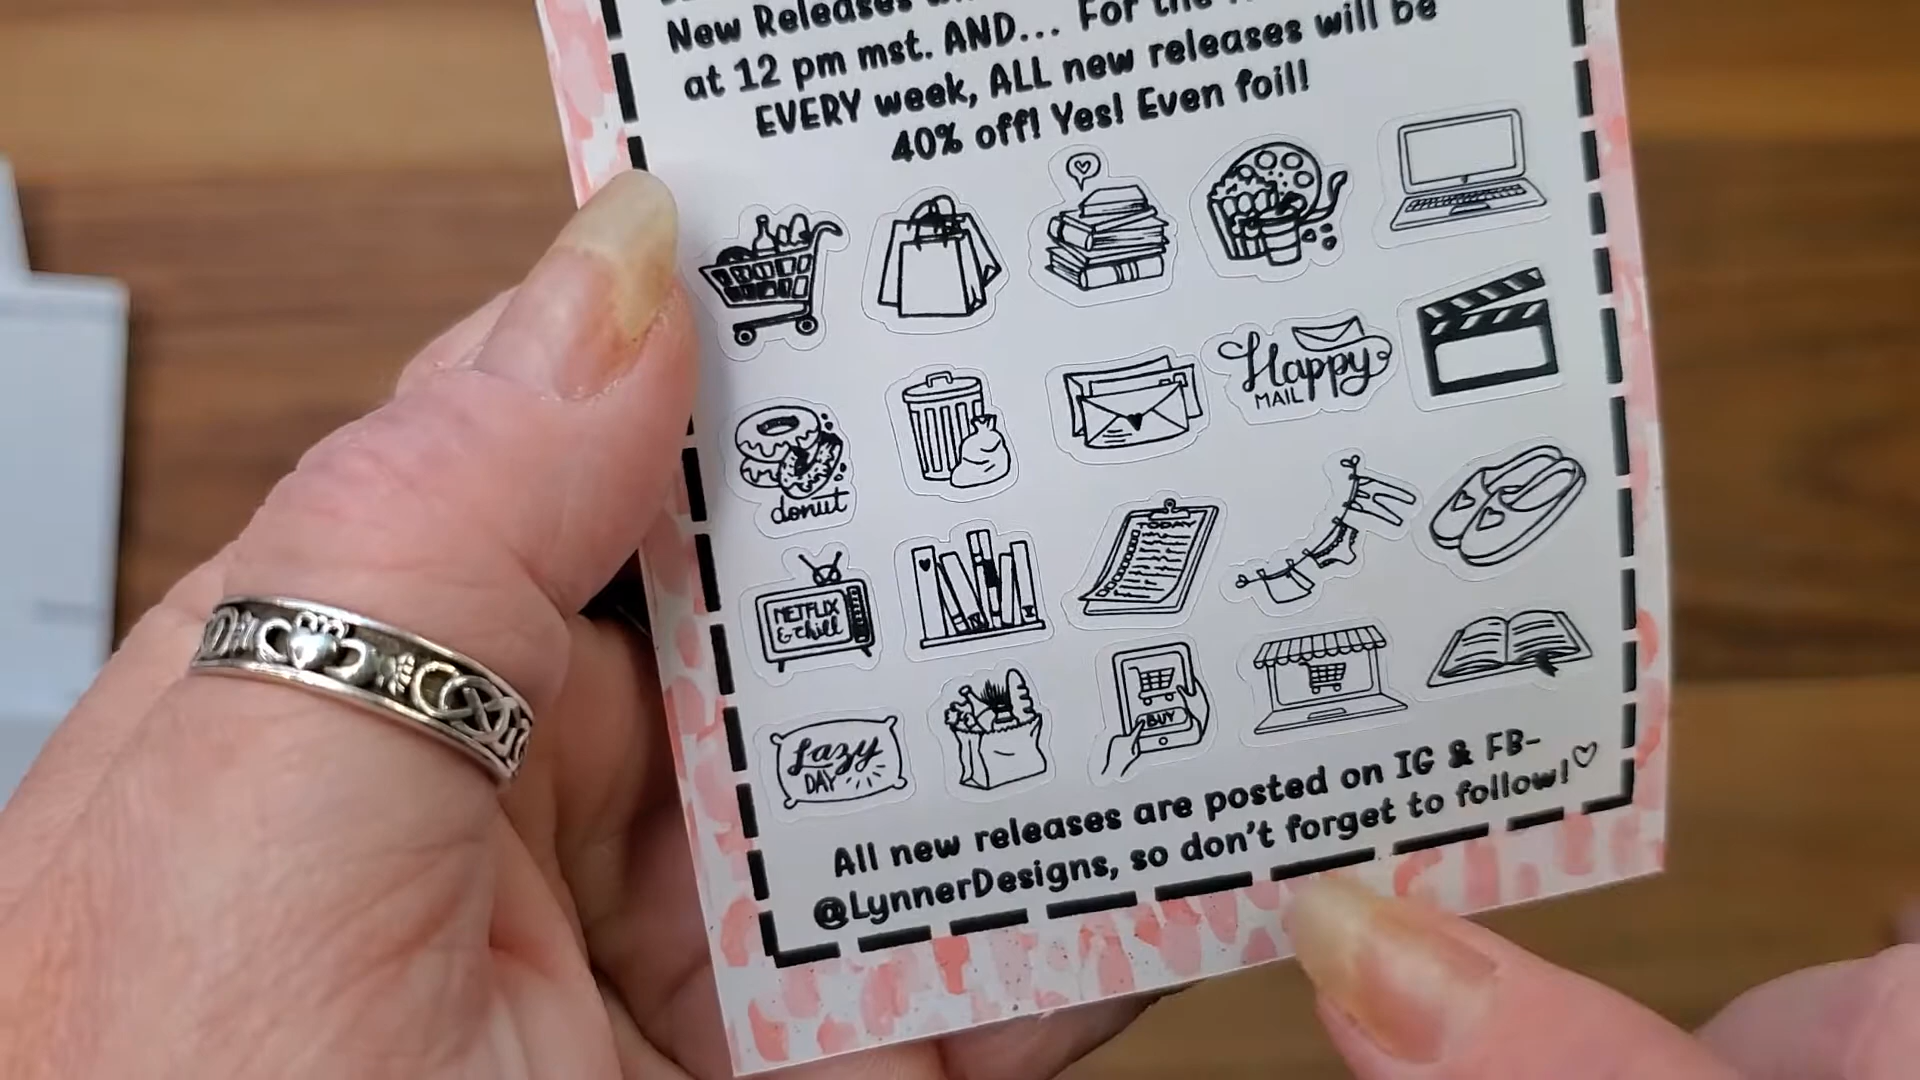 New Releases
at 12 pm mst. AND... For the
EVERY week, ALL new releases will be
40% off! Yes! Even foil!
Happy
MAIL
donut
TODAY
NETFLIX
& chill
BUY
Lazy
DAY
All new releases are posted on IG & FB-
@LynnerDesigns, so don't forget to follow!♡